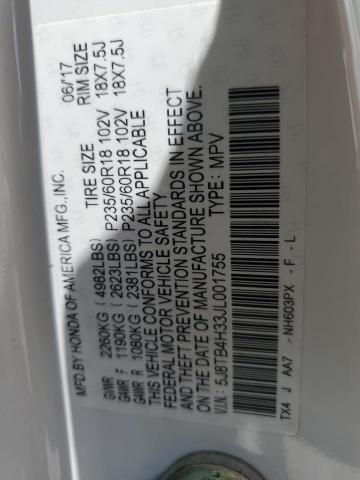 MFD.BY HONDA OF AMERICA MFG.,INC. 06/17
TIRE SIZE RIM SIZE
GVWR 2260KG (4982LBS)
GAWR F 1190KG (2623LBS) P235/60R18 102V 18X7.5J
GAWR R 1080KG (2381LBS) P235/60R18 102V 18X7.5J
THIS VEHICLE CONFORMS TO ALL APPLICABLE
FEDERAL MOTOR VEHICLE SAFETY
AND THEFT PREVENTION STANDARDS IN EFFECT
ON THE DATE OF MANUFACTURE SHOWN ABOVE.
V.I.N.: 5J8TB4H33JL001755 TYPE: MPV
TX4 J AA7 - NH603PX - F - L